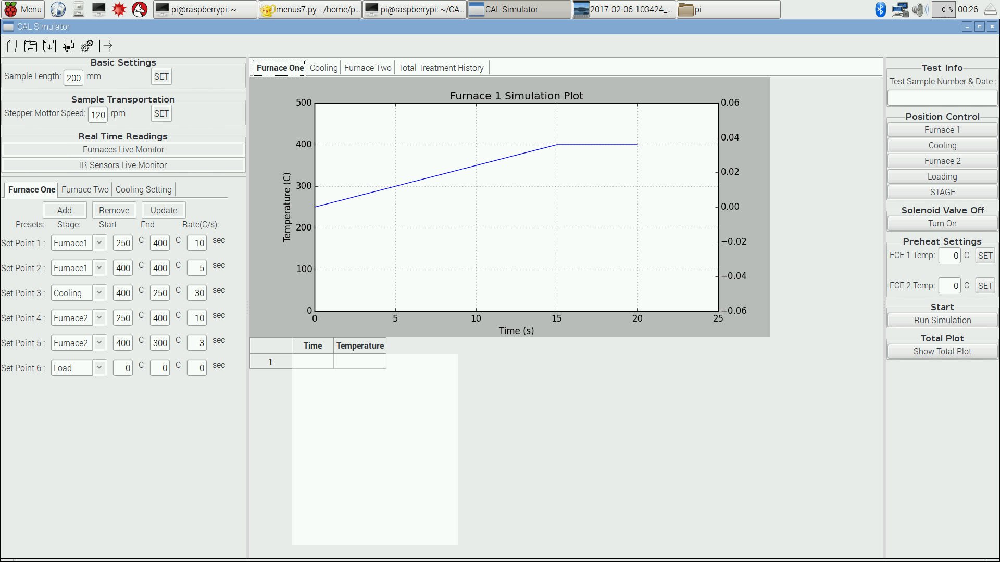 Menu pi@raspberrypi: ~ menus7.py - /home/p... pi@raspberrypi: ~/CA... CAL Simulator 2017-02-06-103424_... pi 0 % 00:26
CAL Simulator
Basic Settings
Sample Length: 200 mm SET
Sample Transportation
Stepper Mottor Speed: 120 rpm SET
Real Time Readings
Furnaces Live Monitor
IR Sensors Live Monitor
Furnace One Furnace Two Cooling Setting
Add Remove Update
Presets: Stage: Start End Rate(C/s):
Set Point 1 : Furnace1 250 C 400 C 10 sec
Set Point 2 : Furnace1 400 C 400 C 5 sec
Set Point 3 : Cooling 400 C 250 C 30 sec
Set Point 4 : Furnace2 250 C 400 C 10 sec
Set Point 5 : Furnace2 400 C 300 C 3 sec
Set Point 6 : Load 0 C 0 C 0 sec
Furnace One Cooling Furnace Two Total Treatment History
Furnace 1 Simulation Plot
500
400
300
200
100
0
Temperature (C)
0.06
0.04
0.02
0.00
−0.02
−0.04
−0.06
0 5 10 15 20 25
Time (s)
Time Temperature
1
Test Info
Test Sample Number & Date :
Position Control
Furnace 1
Cooling
Furnace 2
Loading
STAGE
Solenoid Valve Off
Turn On
Preheat Settings
FCE 1 Temp: 0 C SET
FCE 2 Temp: 0 C SET
Start
Run Simulation
Total Plot
Show Total Plot